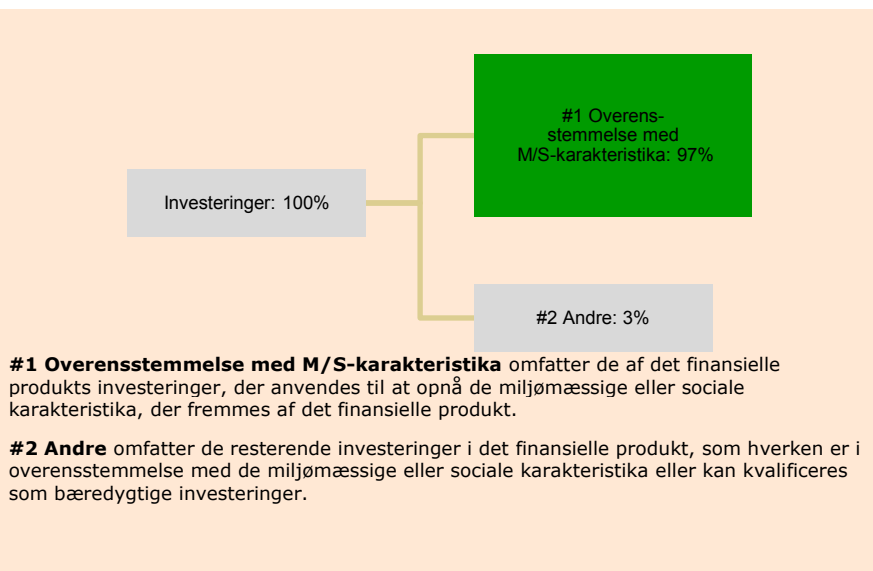 #1 Overens-
stemmelse med
M/S-karakteristika: 97%
Investeringer: 100%
#2 Andre: 3%
#1 Overensstemmelse med M/S-karakteristika omfatter de af det finansielle
produkts investeringer, der anvendes til at opnå de miljømæssige eller sociale
karakteristika, der fremmes af det finansielle produkt.
#2 Andre omfatter de resterende investeringer i det finansielle produkt, som hverken er i
overensstemmelse med de miljømæssige eller sociale karakteristika eller kan kvalificeres
som bæredygtige investeringer.